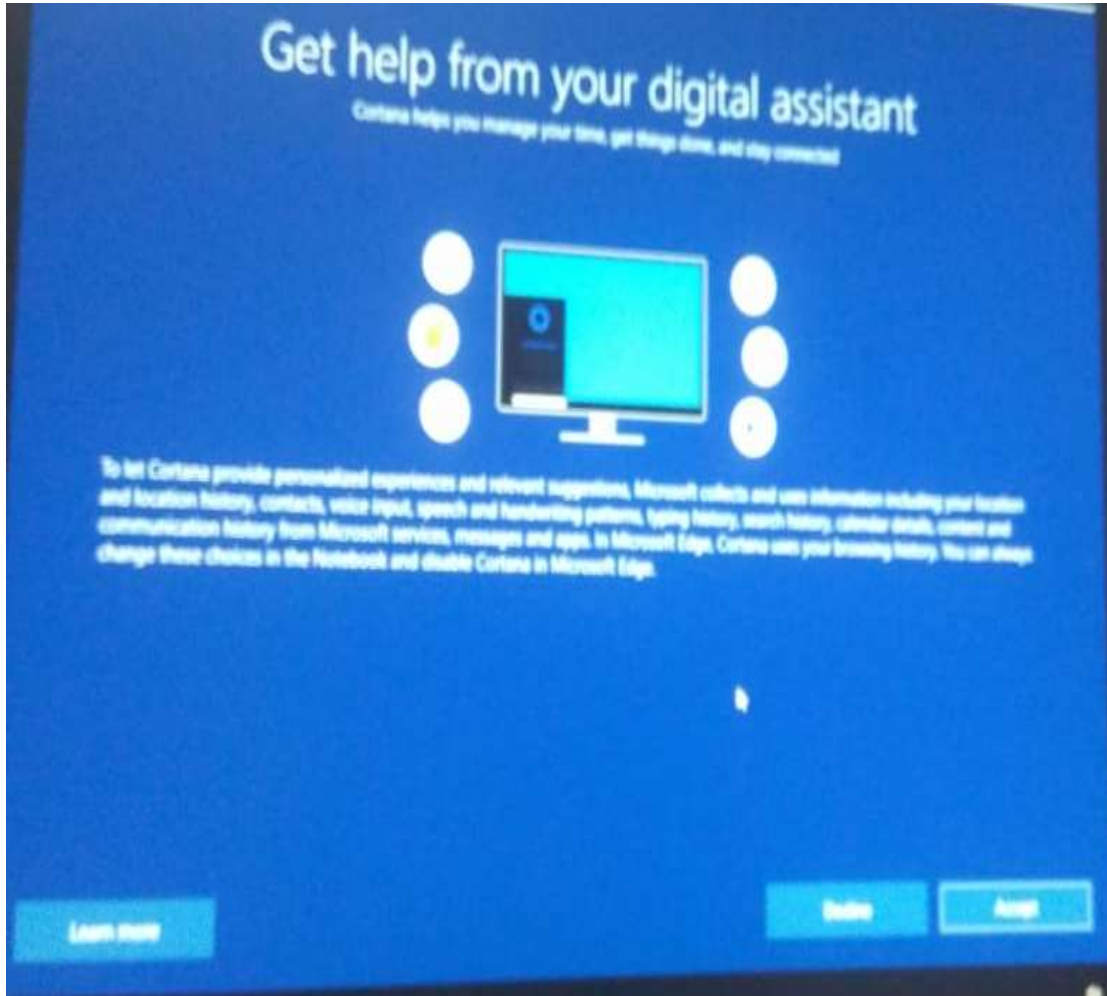 Get help from your digital assistant
Cortana helps you manage your time, get things done, and stay connected
To let Cortana provide personalized experiences and relevant suggestions, Microsoft collects and uses information including your location
and location history, contacts, voice input, speech and handwriting patterns, typing history, search history, calendar details, content and
communication history from Microsoft services, messages and apps. In Microsoft Edge, Cortana uses your browsing history. You can always
change these choices in the Notebook and disable Cortana in Microsoft Edge.
Learn more
Decline
Accept